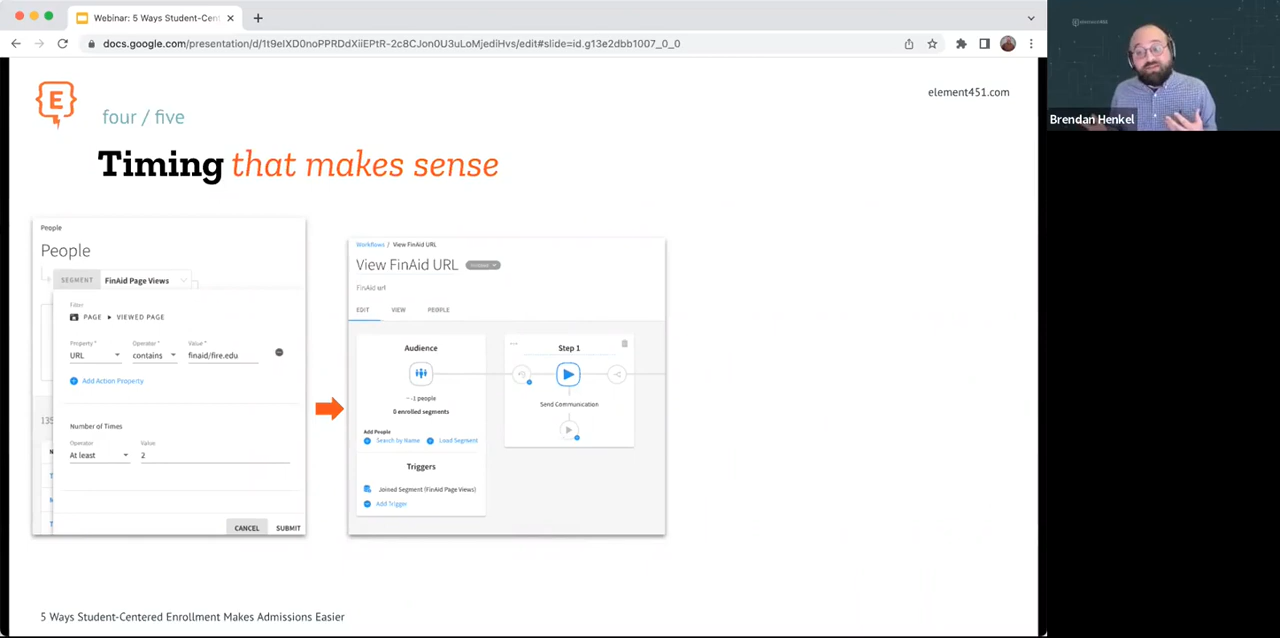 Webinar: 5 Ways Student-Cent
docs.google.com/presentation/d/1t9eIXD0noPPRDdXiiEPtR-2c8CJon0U3uLoMjediHvs/edit#slide=id.g13e2dbb1007_0_0
element451
Brendan Henkel
E
element451.com
four / five
Timing that makes sense
People
People
SEGMENT FinAid Page Views
Filter
PAGE ▸ VIEWED PAGE
Property * Operator * Value *
URL contains finaid/fire.edu
Add Action Property
135
Number of Times
Operator Value
At least 2
CANCEL SUBMIT
Workflows / View FinAid URL
View FinAid URL
FinAid url
EDIT VIEW PEOPLE
Audience
~-1 people
0 enrolled segments
Add People
Search by Name Load Segment
Triggers
Joined Segment (FinAid Page Views)
Add Trigger
Step 1
Send Communication
5 Ways Student-Centered Enrollment Makes Admissions Easier